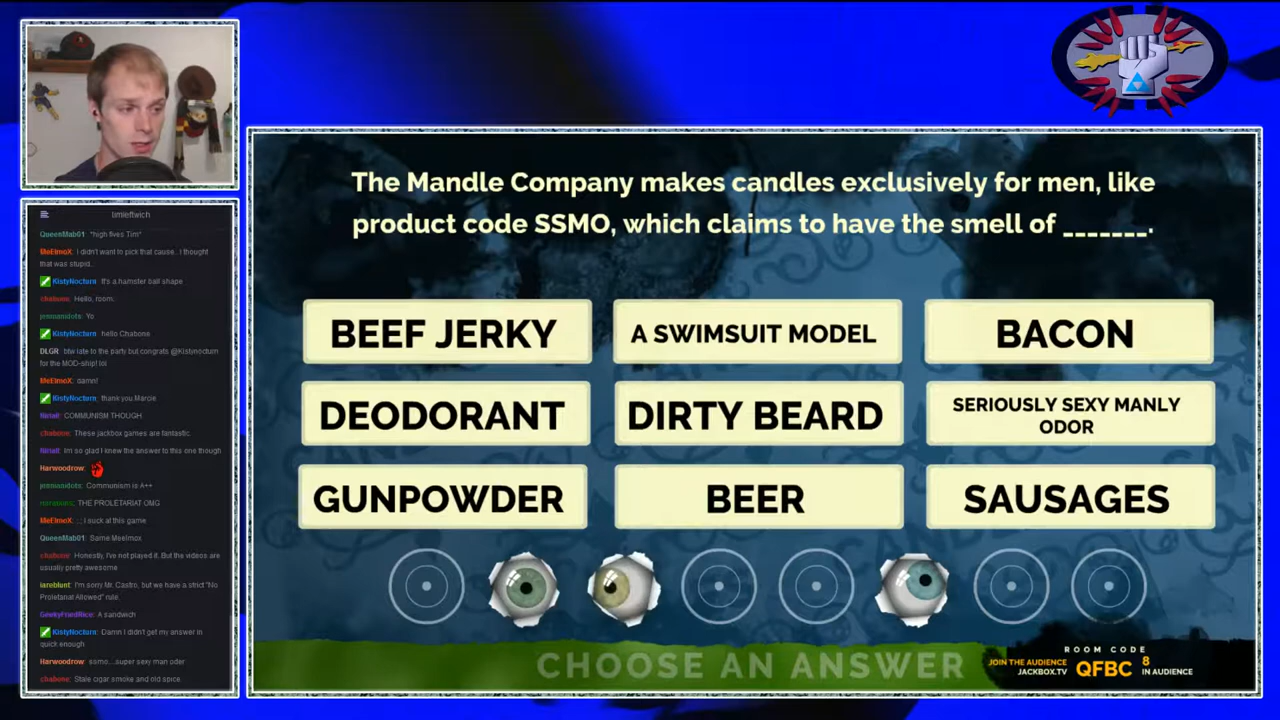 timleftwich
QueenMab01: *high fives Tim*
MeElmoX: I didn't want to pick that cause.. I thought
that was stupid..
KistyNocturn: It's a hamster ball shape
chabone: Hello, room.
jenmandots: Yo
KistyNocturn: hello Chabone
DLGR: btw late to the party but congrats @Kistynocturn
for the MOD-ship! lol
MeElmoX: damn!
KistyNocturn: thank you Marcie
COMMUNISM THOUGH
chabone: These jackbox games are fantastic.
Im so glad I knew the answer to this one though
Harwoodrow:
Communism is A++
THE PROLETARIAT OMG
MeElmoX: :.; I suck at this game
QueenMab01: Same Meelmox
chabone: Honestly, I've not played it. But the videos are
usually pretty awesome
iareblunt: I'm sorry Mr. Castro, but we have a strict "No
Proletariat Allowed" rule.
GeekyFriedRice: A sandwich
KistyNocturn: Damn I didn't get my answer in
quick enough
Harwoodrow: ssmo....super sexy man oder
chabone: Stale cigar smoke and old spice
The Mandle Company makes candles exclusively for men, like
product code SSMO, which claims to have the smell of _______.
BEEF JERKY
A SWIMSUIT MODEL
BACON
DEODORANT
DIRTY BEARD
SERIOUSLY SEXY MANLY
ODOR
GUNPOWDER
BEER
SAUSAGES
CHOOSE AN ANSWER
JOIN THE AUDIENCE
JACKBOX.TV
ROOM CODE
QFBC
8
IN AUDIENCE